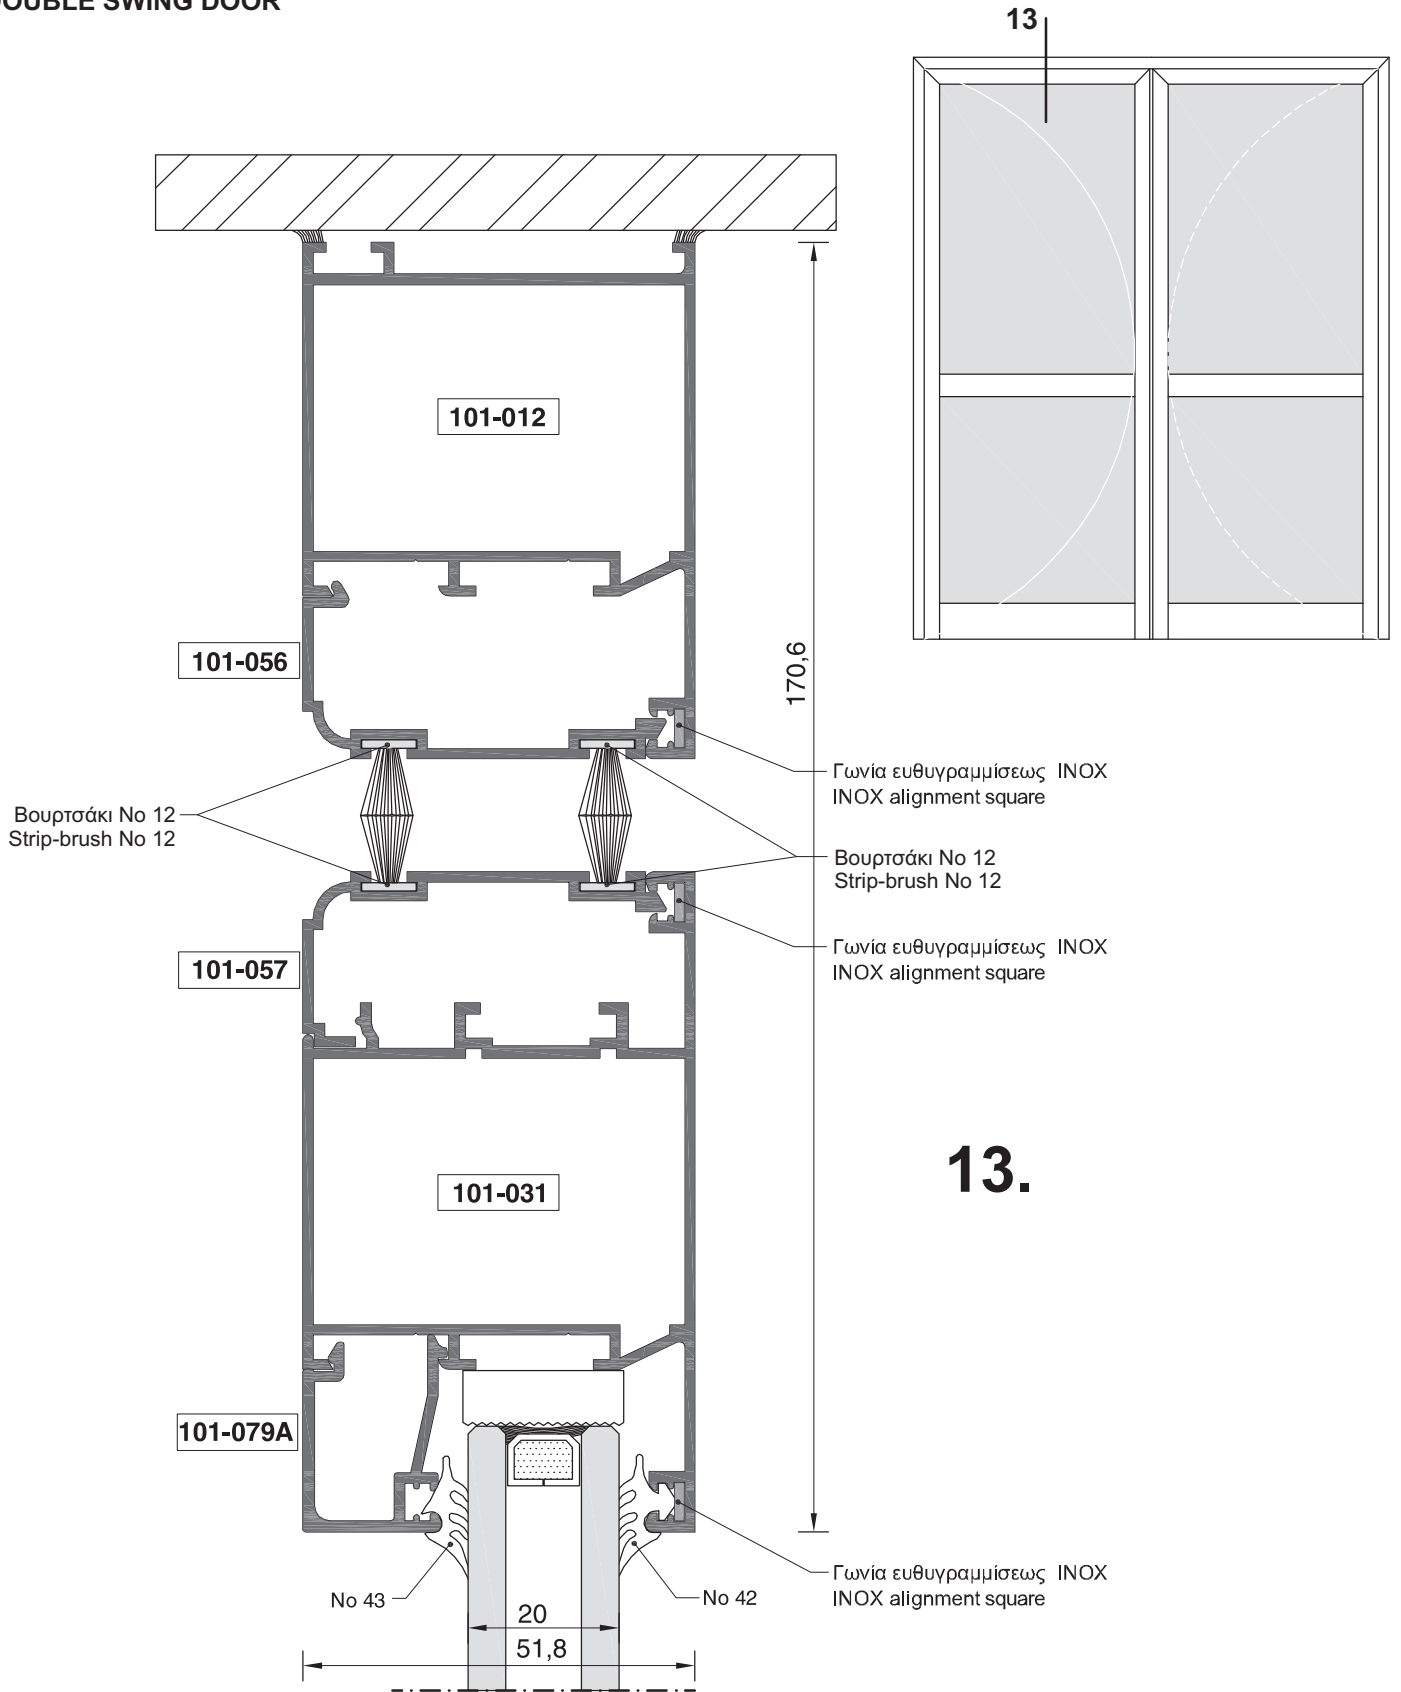 DOUBLE SWING DOOR
13
101-012
101-056
170,6
Γωνία ευθυγραμμίσεως INOX
INOX alignment square
Βουρτσάκι No 12
Strip-brush No 12
Βουρτσάκι No 12
Strip-brush No 12
Γωνία ευθυγραμμίσεως INOX
INOX alignment square
101-057
13.
101-031
101-079A
Γωνία ευθυγραμμίσεως INOX
INOX alignment square
No 43
No 42
20
51,8